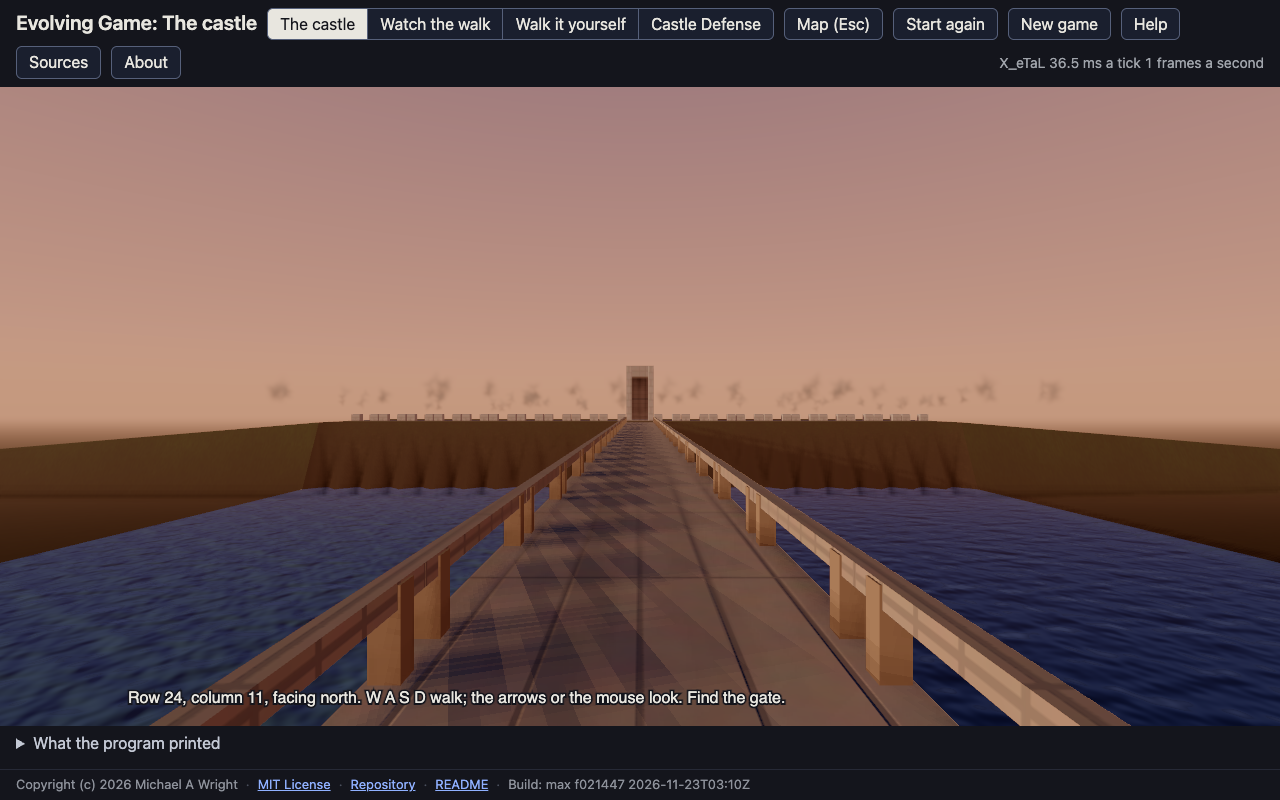 Evolving Game: The castle The castle Watch the walk Walk it yourself Castle Defense Map (Esc) Start again New game Help
Sources About X_eTaL 36.5 ms a tick 1 frames a second
Row 24, column 11, facing north. W A S D walk; the arrows or the mouse look. Find the gate.
▶ What the program printed
Copyright (c) 2026 Michael A Wright · MIT License · Repository · README · Build: max f021447 2026-11-23T03:10Z